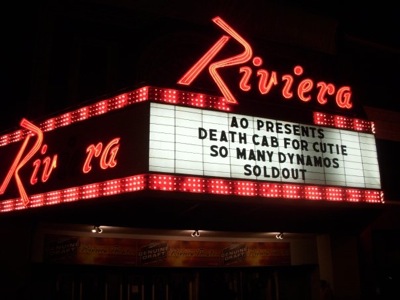 Riviera
AO PRESENTS
DEATH CAB FOR CUTIE
SO MANY DYNAMOS
SOLDOUT
Riv ra